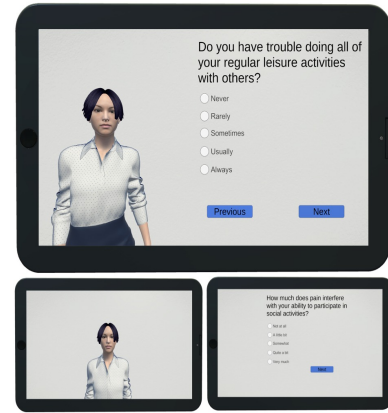 Do you have trouble doing all of
your regular leisure activities
with others?
Never
Rarely
Sometimes
Usually
Always
Previous
Next
How much does pain interfere
with your ability to participate in
social activities?
Not at all
A little bit
Somewhat
Quite a bit
Very much
Next